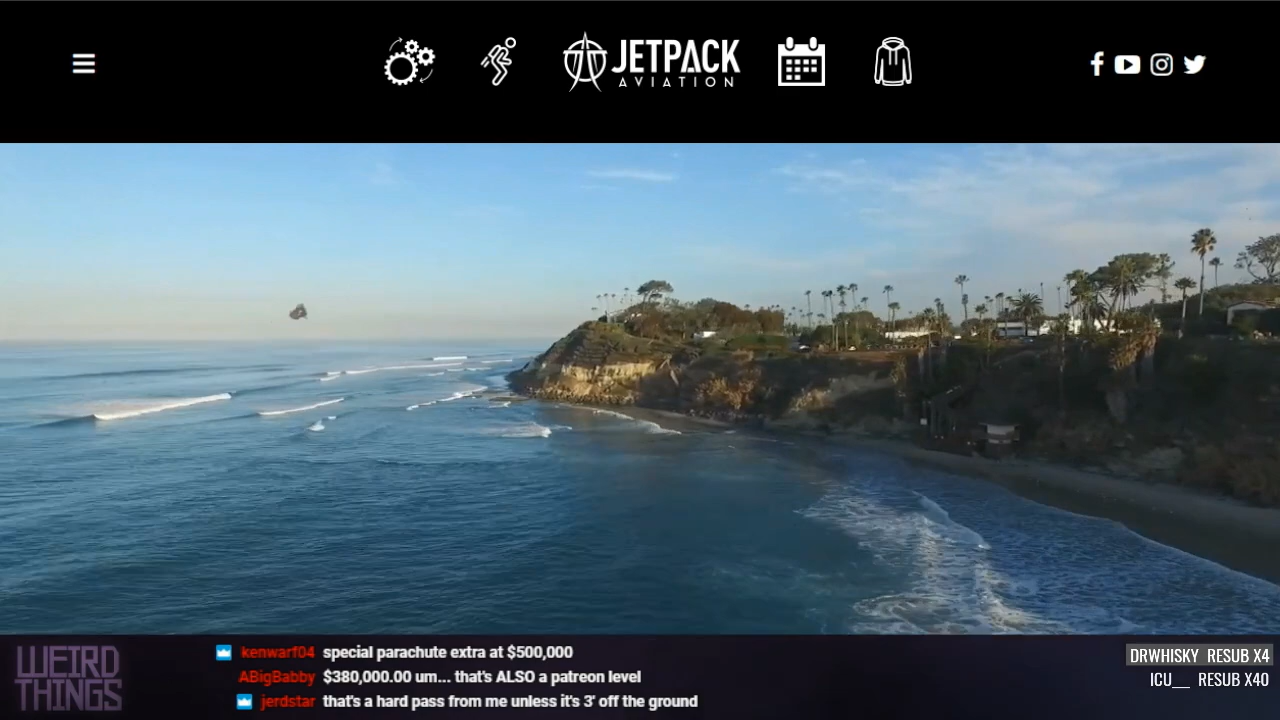 JETPACK
AVIATION
WEIRD
THINGS
kenwarf04 special parachute extra at $500,000
ABigBabby $380,000.00 um... that's ALSO a patreon level
jerdstar that's a hard pass from me unless it's 3' off the ground
DRWHISKY RESUB X4
ICU__ RESUB X40